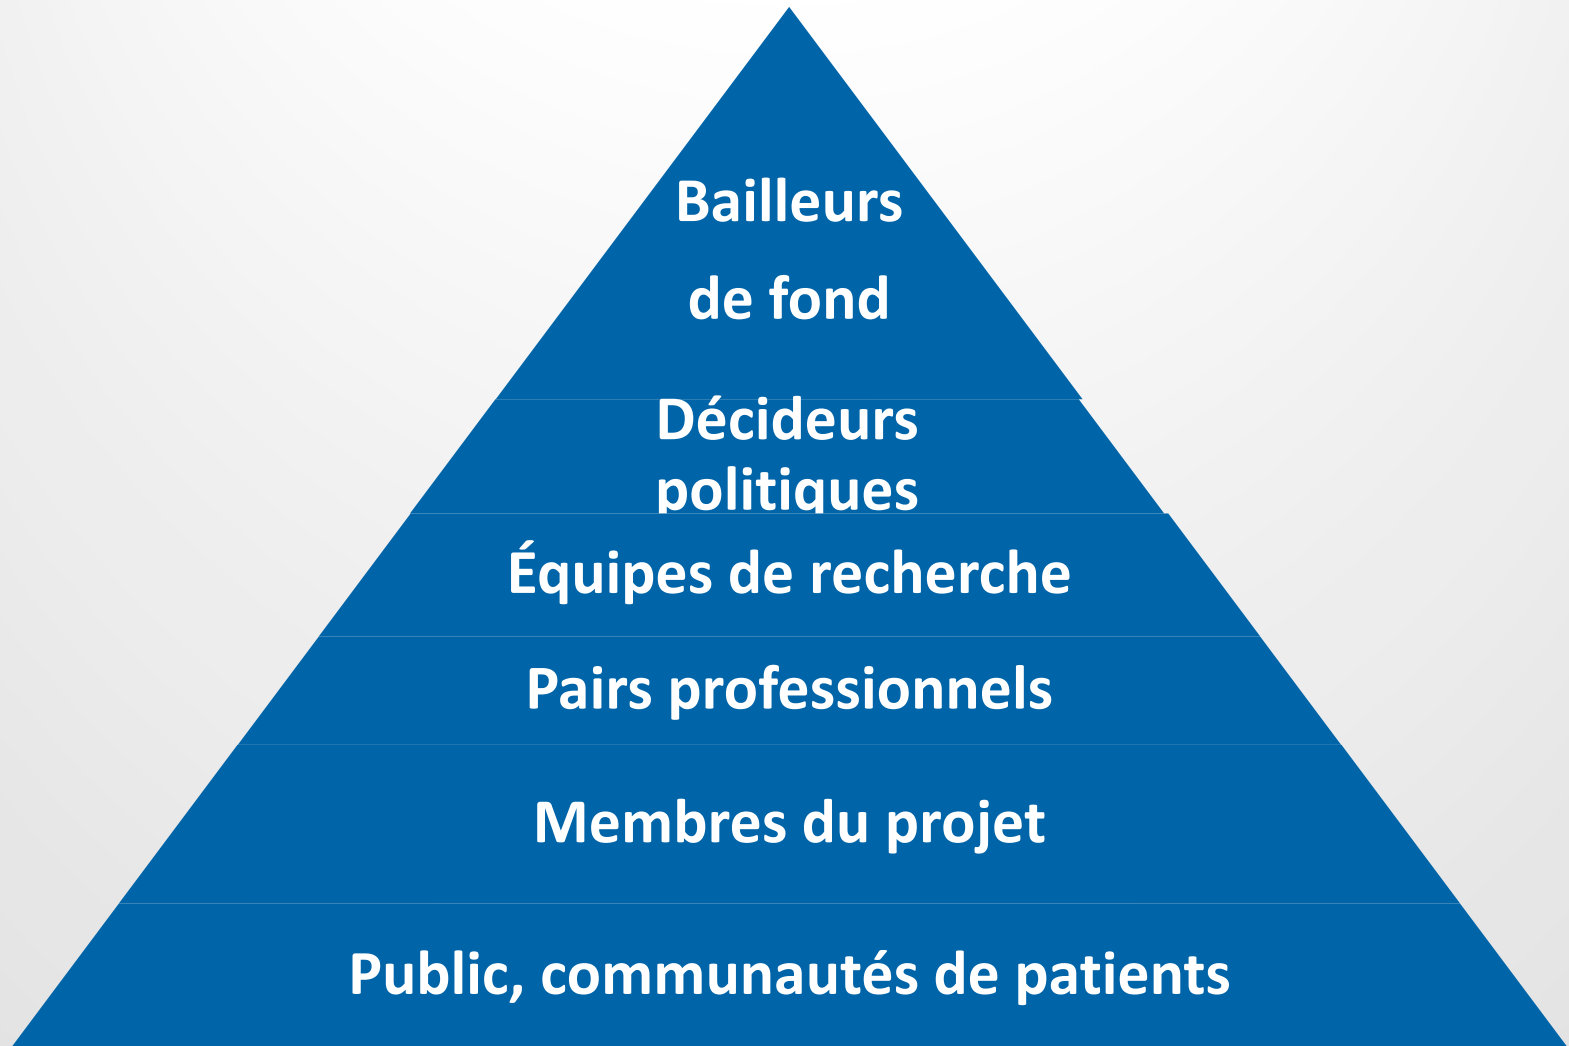 Bailleurs
de fond
Décideurs
politiques
Équipes de recherche
Pairs professionnels
Membres du projet
Public, communautés de patients